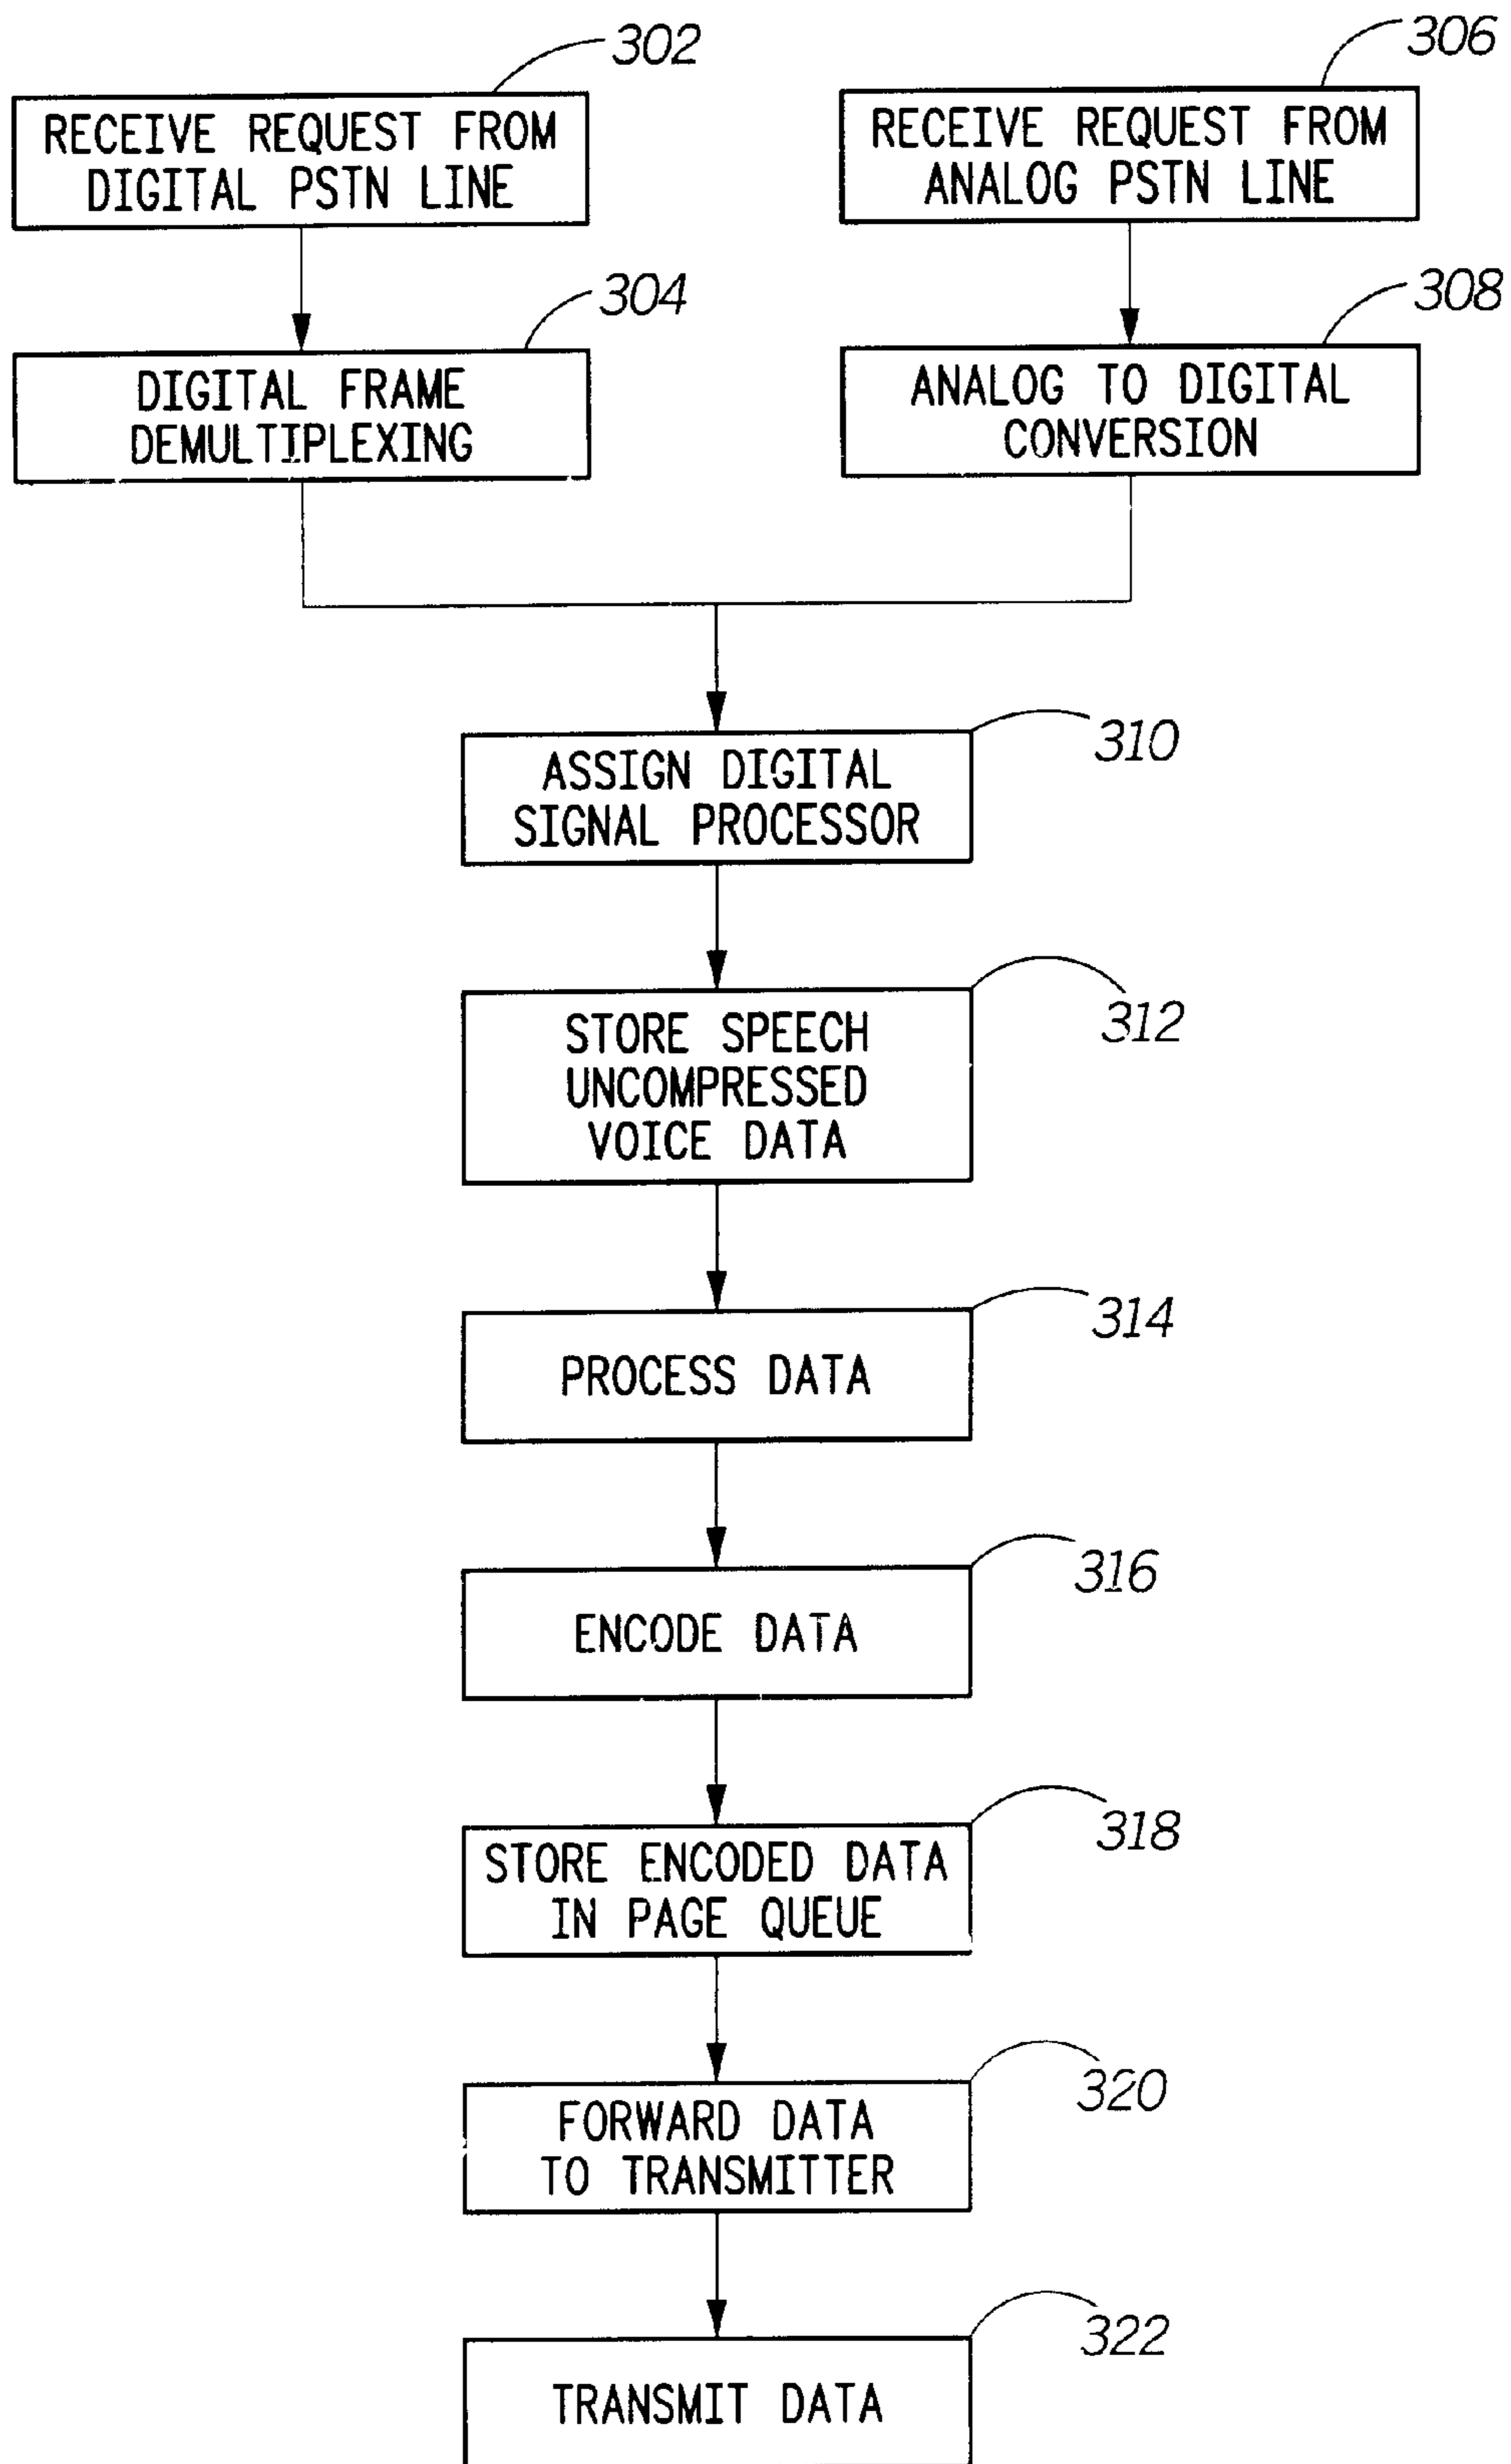 302
RECEIVE REQUEST FROM
DIGITAL PSTN LINE
306
RECEIVE REQUEST FROM
ANALOG PSTN LINE
304
DIGITAL FRAME
DEMULTIPLEXING
308
ANALOG TO DIGITAL
CONVERSION
310
ASSIGN DIGITAL
SIGNAL PROCESSOR
312
STORE SPEECH
UNCOMPRESSED
VOICE DATA
314
PROCESS DATA
316
ENCODE DATA
318
STORE ENCODED DATA
IN PAGE QUEUE
320
FORWARD DATA
TO TRANSMITTER
322
TRANSMIT DATA